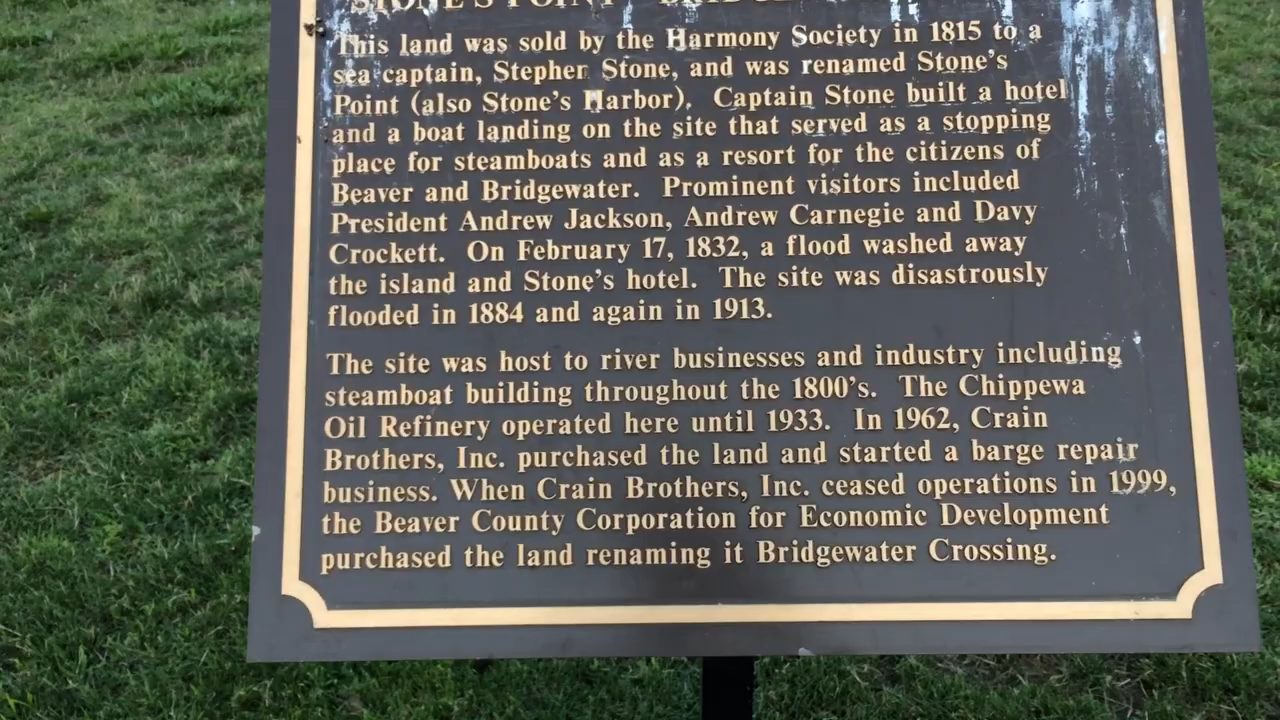 STONE'S POINT
This land was sold by the Harmony Society in 1815 to a
sea captain, Stephen Stone, and was renamed Stone's
Point (also Stone's Harbor). Captain Stone built a hotel
and a boat landing on the site that served as a stopping
place for steamboats and as a resort for the citizens of
Beaver and Bridgewater. Prominent visitors included
President Andrew Jackson, Andrew Carnegie and Davy
Crockett. On February 17, 1832, a flood washed away
the island and Stone's hotel. The site was disastrously
flooded in 1884 and again in 1913.
The site was host to river businesses and industry including
steamboat building throughout the 1800's. The Chippewa
Oil Refinery operated here until 1933. In 1962, Crain
Brothers, Inc. purchased the land and started a barge repair
business. When Crain Brothers, Inc. ceased operations in 1999,
the Beaver County Corporation for Economic Development
purchased the land renaming it Bridgewater Crossing.